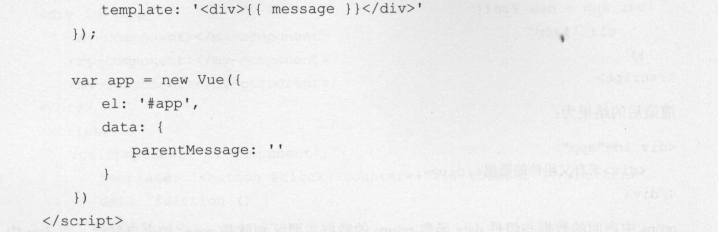 template: '<div>{{ message }}</div>'
});
var app = new Vue({
el: '#app',
data: {
parentMessage: ''
}
})
</script>